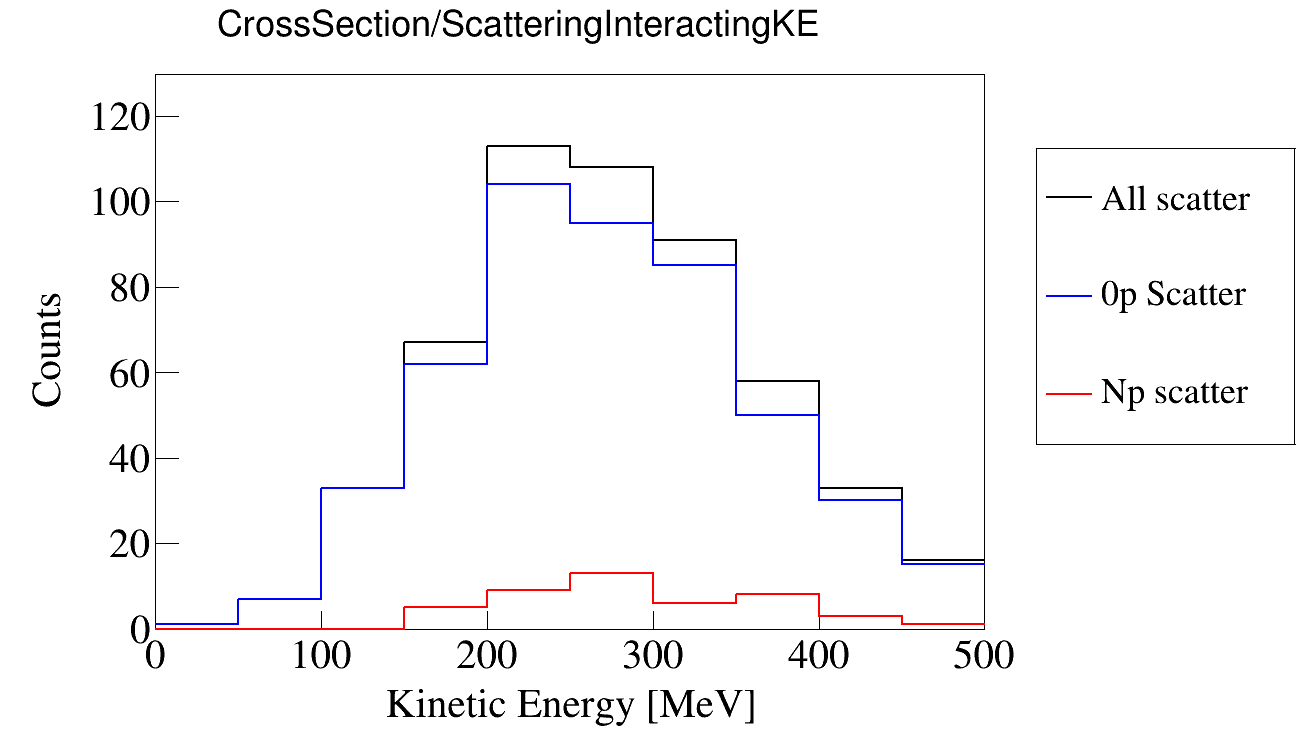 CrossSection/ScatteringInteractingKE
120
100
80
60
40
20
0
Counts
0 100 200 300 400 500
Kinetic Energy [MeV]
All scatter
0p Scatter
Np scatter